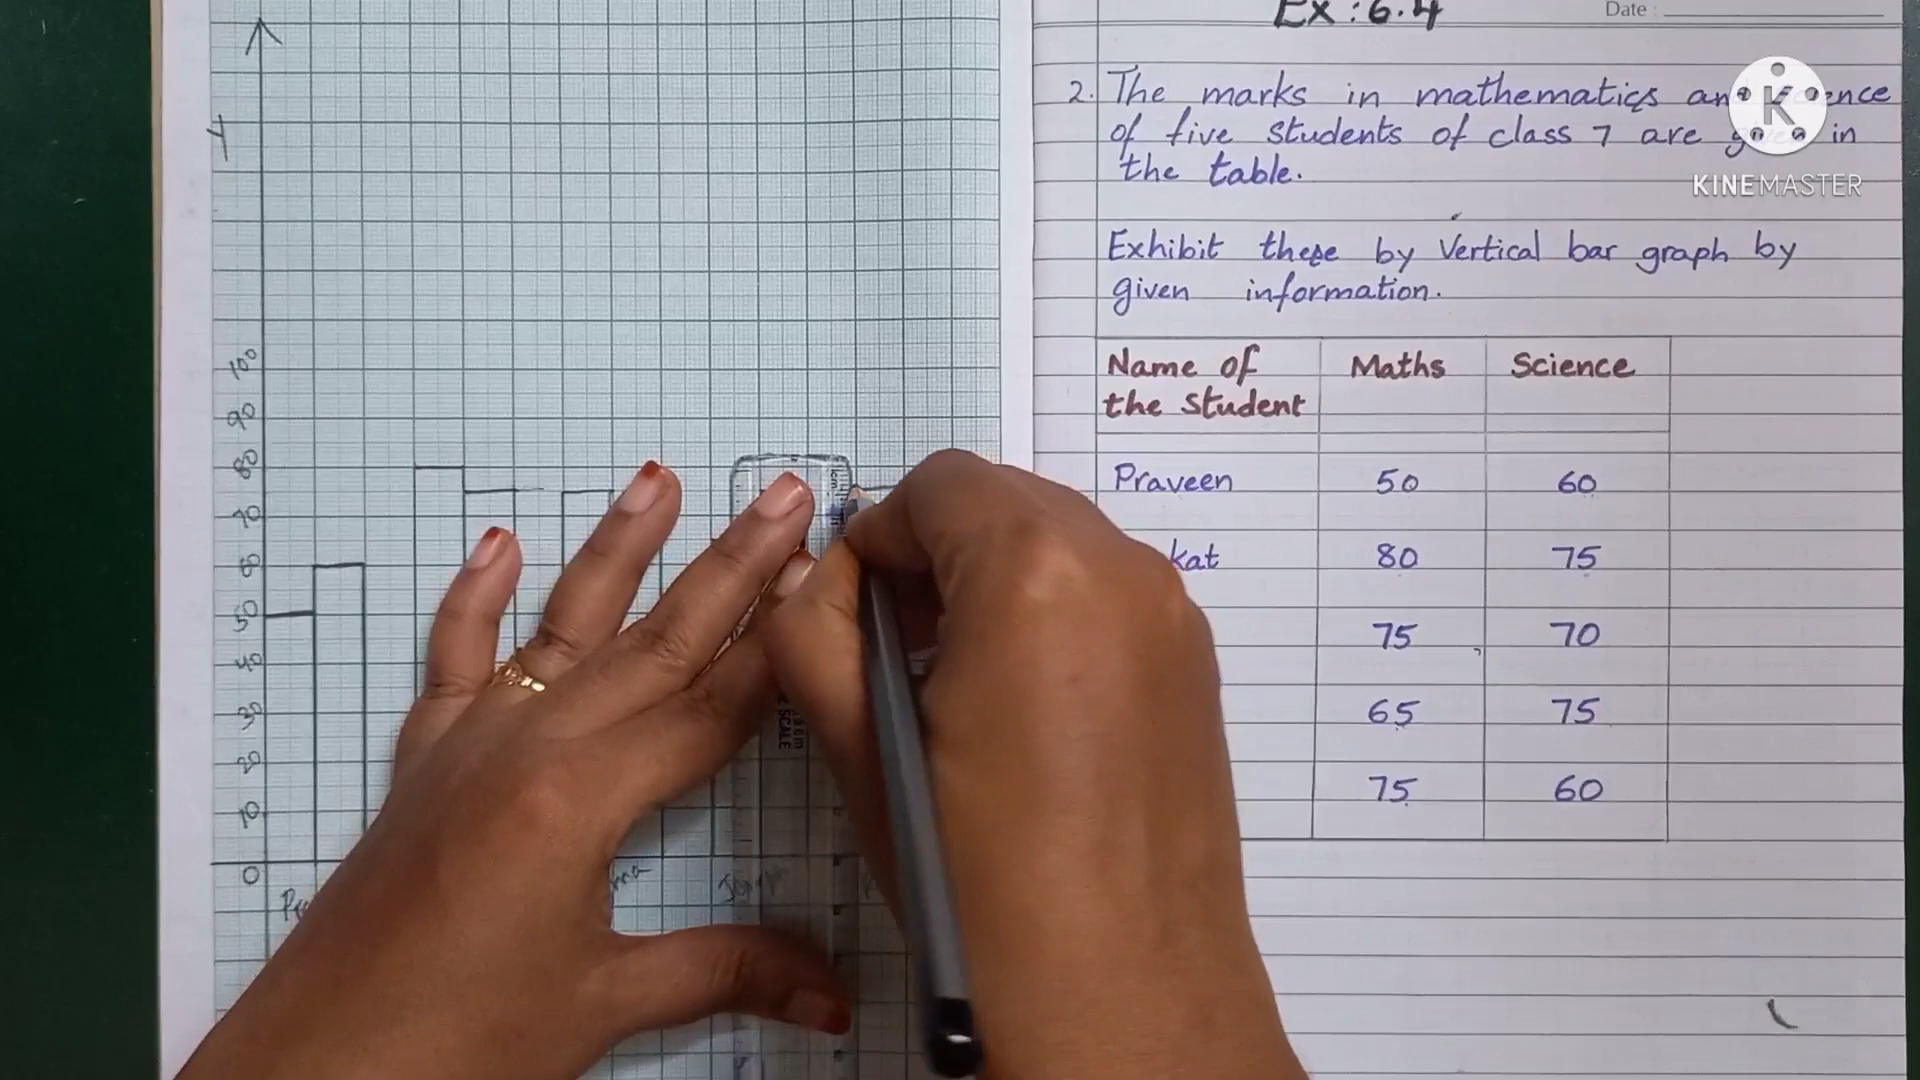 Ex : 6.4
Date :
2. The marks in mathematics and
of five students of class 7 are given in
the table.
KINEMASTER
Exhibit these by Vertical bar graph by
given information.
Name of the Student Maths Science
Praveen 50 60
kat 80 75
75 70
65 75
75 60
Y
100
90
80
70
60
50
40
30
20
10
0
Joseph
cm
SCALE
K